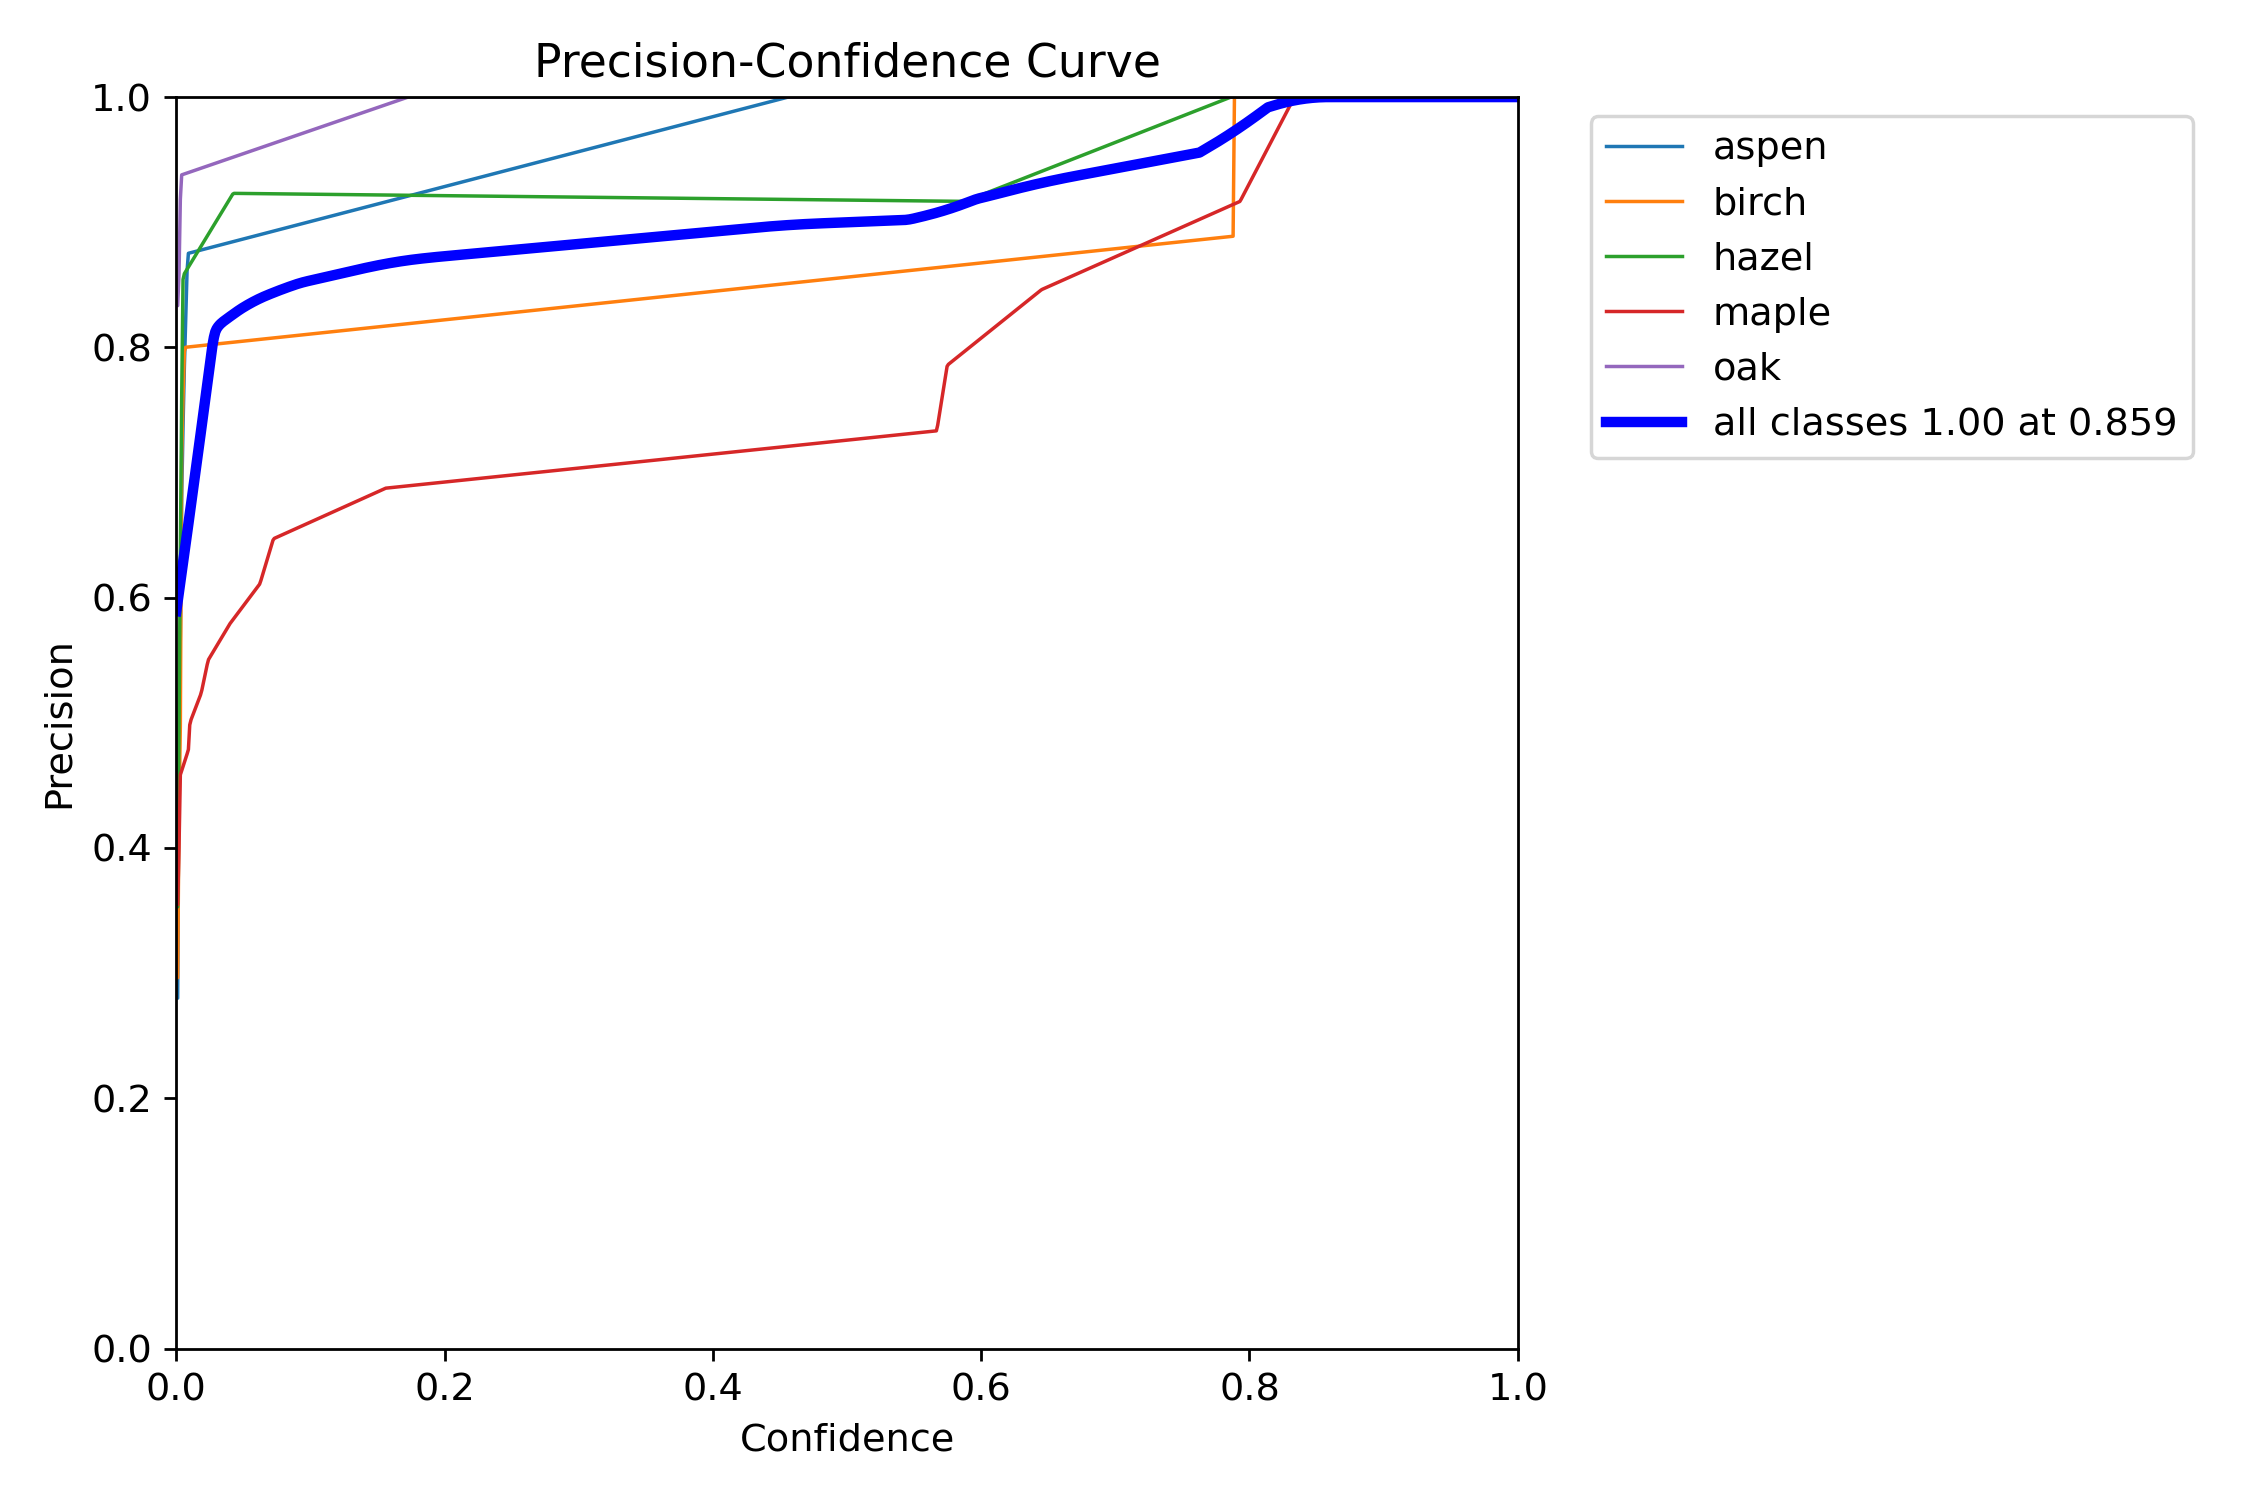 Precision-Confidence Curve
1.0
0.8
0.6
0.4
0.2
0.0
Precision
0.0 0.2 0.4 0.6 0.8 1.0
Confidence
aspen
birch
hazel
maple
oak
all classes 1.00 at 0.859